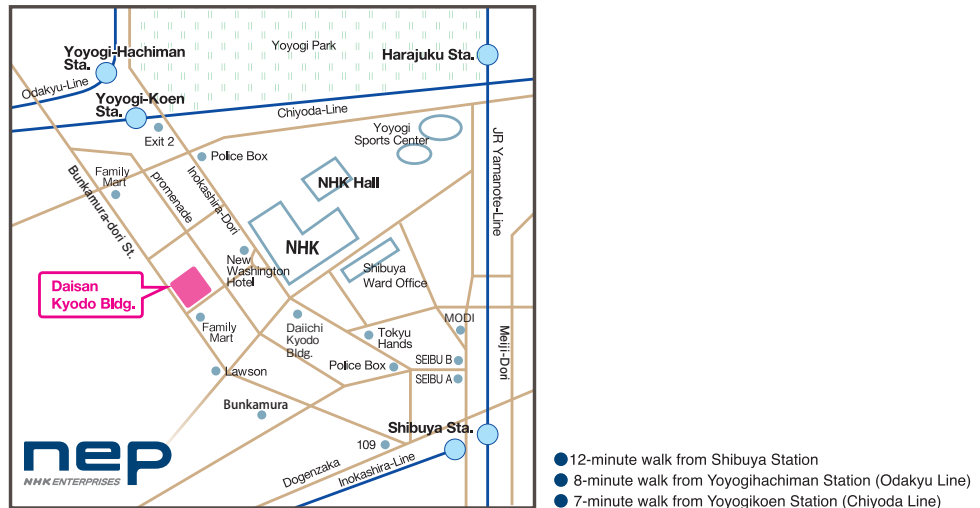 Yoyogi Park
Harajuku Sta.
Yoyogi-Hachiman
Sta.
Odakyu-Line
Yoyogi-Koen
Sta.
Chiyoda-Line
Exit 2
Yoyogi
Sports Center
JR Yamanote-Line
Police Box
Family
Mart
promenade
Inokashira-Dori
NHK Hall
Bunkamura-dori St.
NHK
New
Washington
Hotel
Shibuya
Ward Office
Daisan
Kyodo Bldg.
Family
Mart
Daiichi
Kyodo
Bldg.
Tokyu
Hands
MODI
Meiji-Dori
Police Box
SEIBU B
SEIBU A
Lawson
Bunkamura
Shibuya Sta.
109
Dogenzaka
Inokashira-Line
nep
NHK ENTERPRISES
●12-minute walk from Shibuya Station
● 8-minute walk from Yoyogihachiman Station (Odakyu Line)
● 7-minute walk from Yoyogikoen Station (Chiyoda Line)